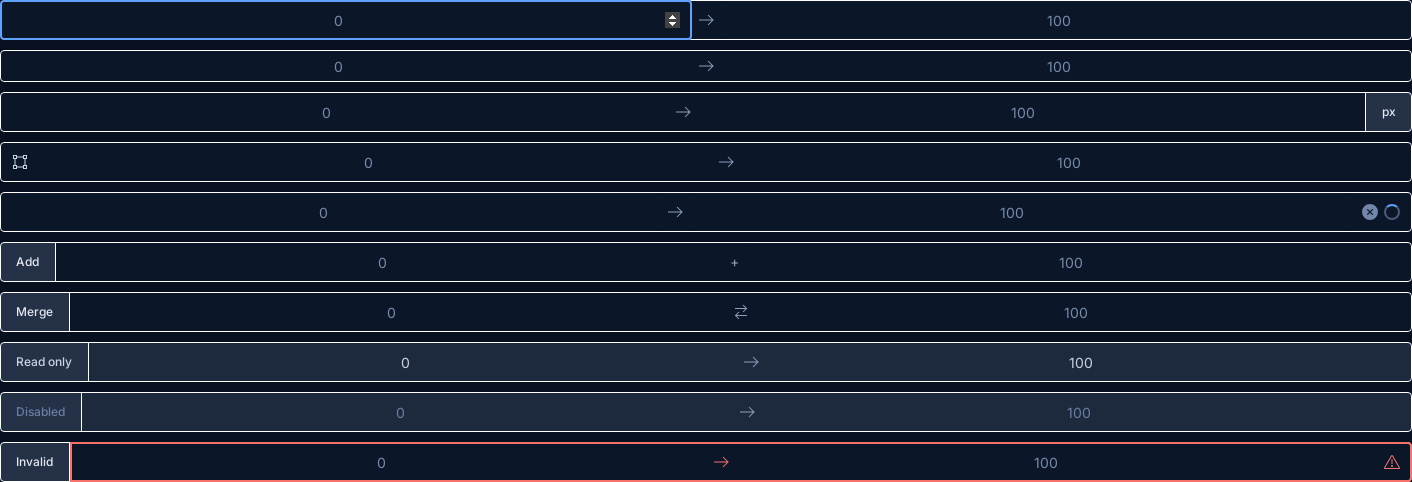 0 → 100
0 → 100
0 → 100 px
0 → 100
0 → 100
Add 0 + 100
Merge 0 ⇄ 100
Read only 0 → 100
Disabled 0 → 100
Invalid 0 → 100